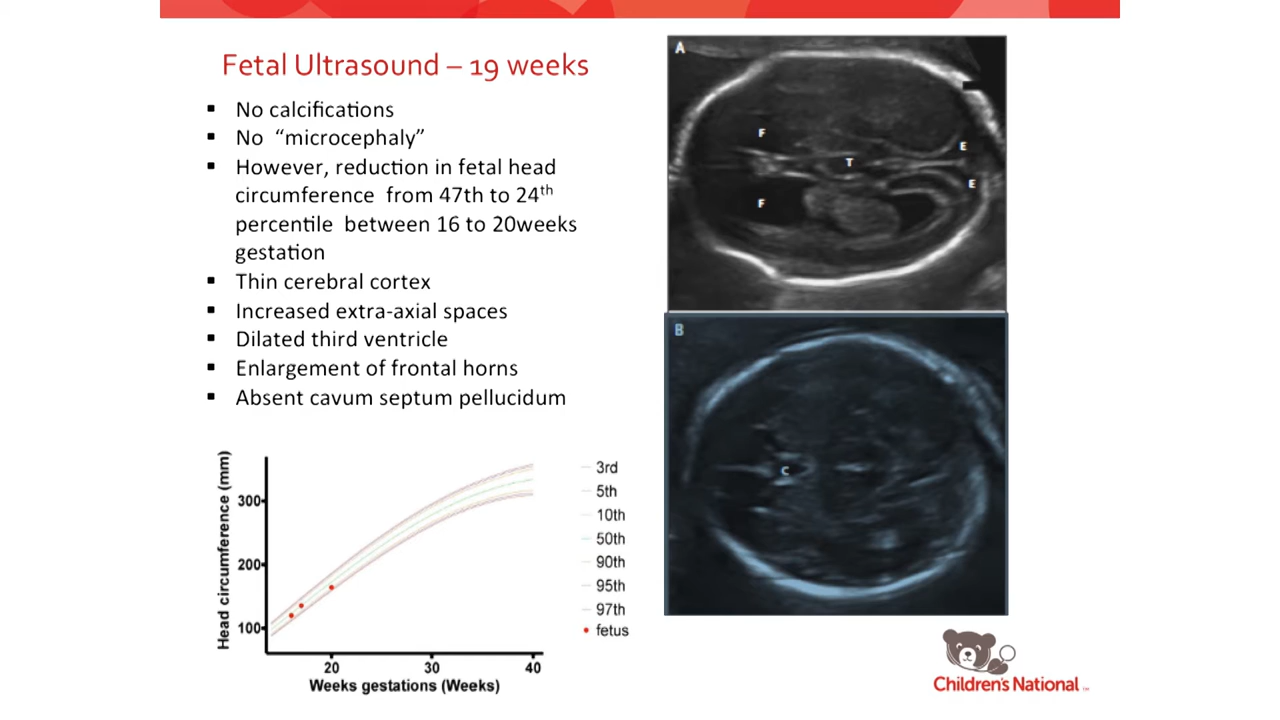 Fetal Ultrasound – 19 weeks
▪ No calcifications
▪ No “microcephaly”
▪ However, reduction in fetal head
circumference from 47th to 24th
percentile between 16 to 20weeks
gestation
▪ Thin cerebral cortex
▪ Increased extra-axial spaces
▪ Dilated third ventricle
▪ Enlargement of frontal horns
▪ Absent cavum septum pellucidum
A
F
E
T
E
F
B
C
Head circumference (mm)
300
200
100
20 30 40
Weeks gestations (Weeks)
3rd
5th
10th
50th
90th
95th
97th
fetus
Children's National ™